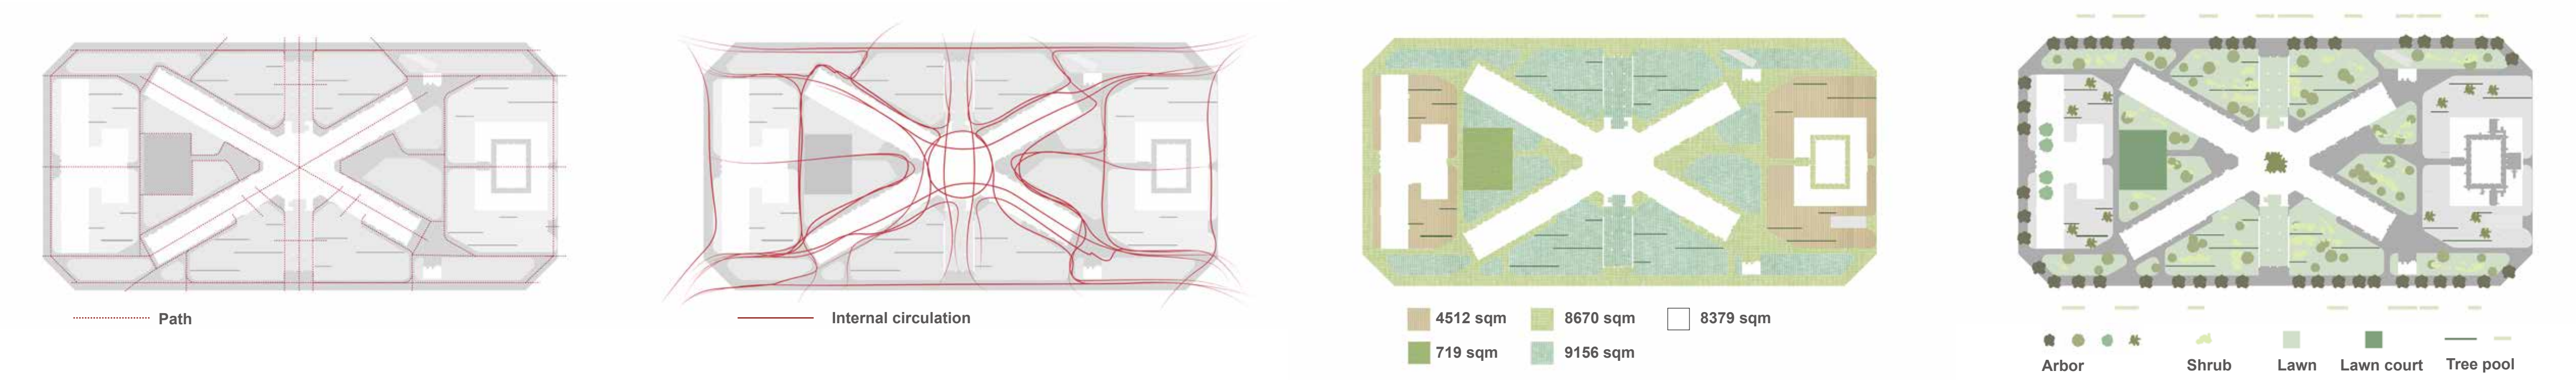 Path
Internal circulation
4512 sqm
8670 sqm
8379 sqm
719 sqm
9156 sqm
Arbor
Shrub
Lawn
Lawn court
Tree pool